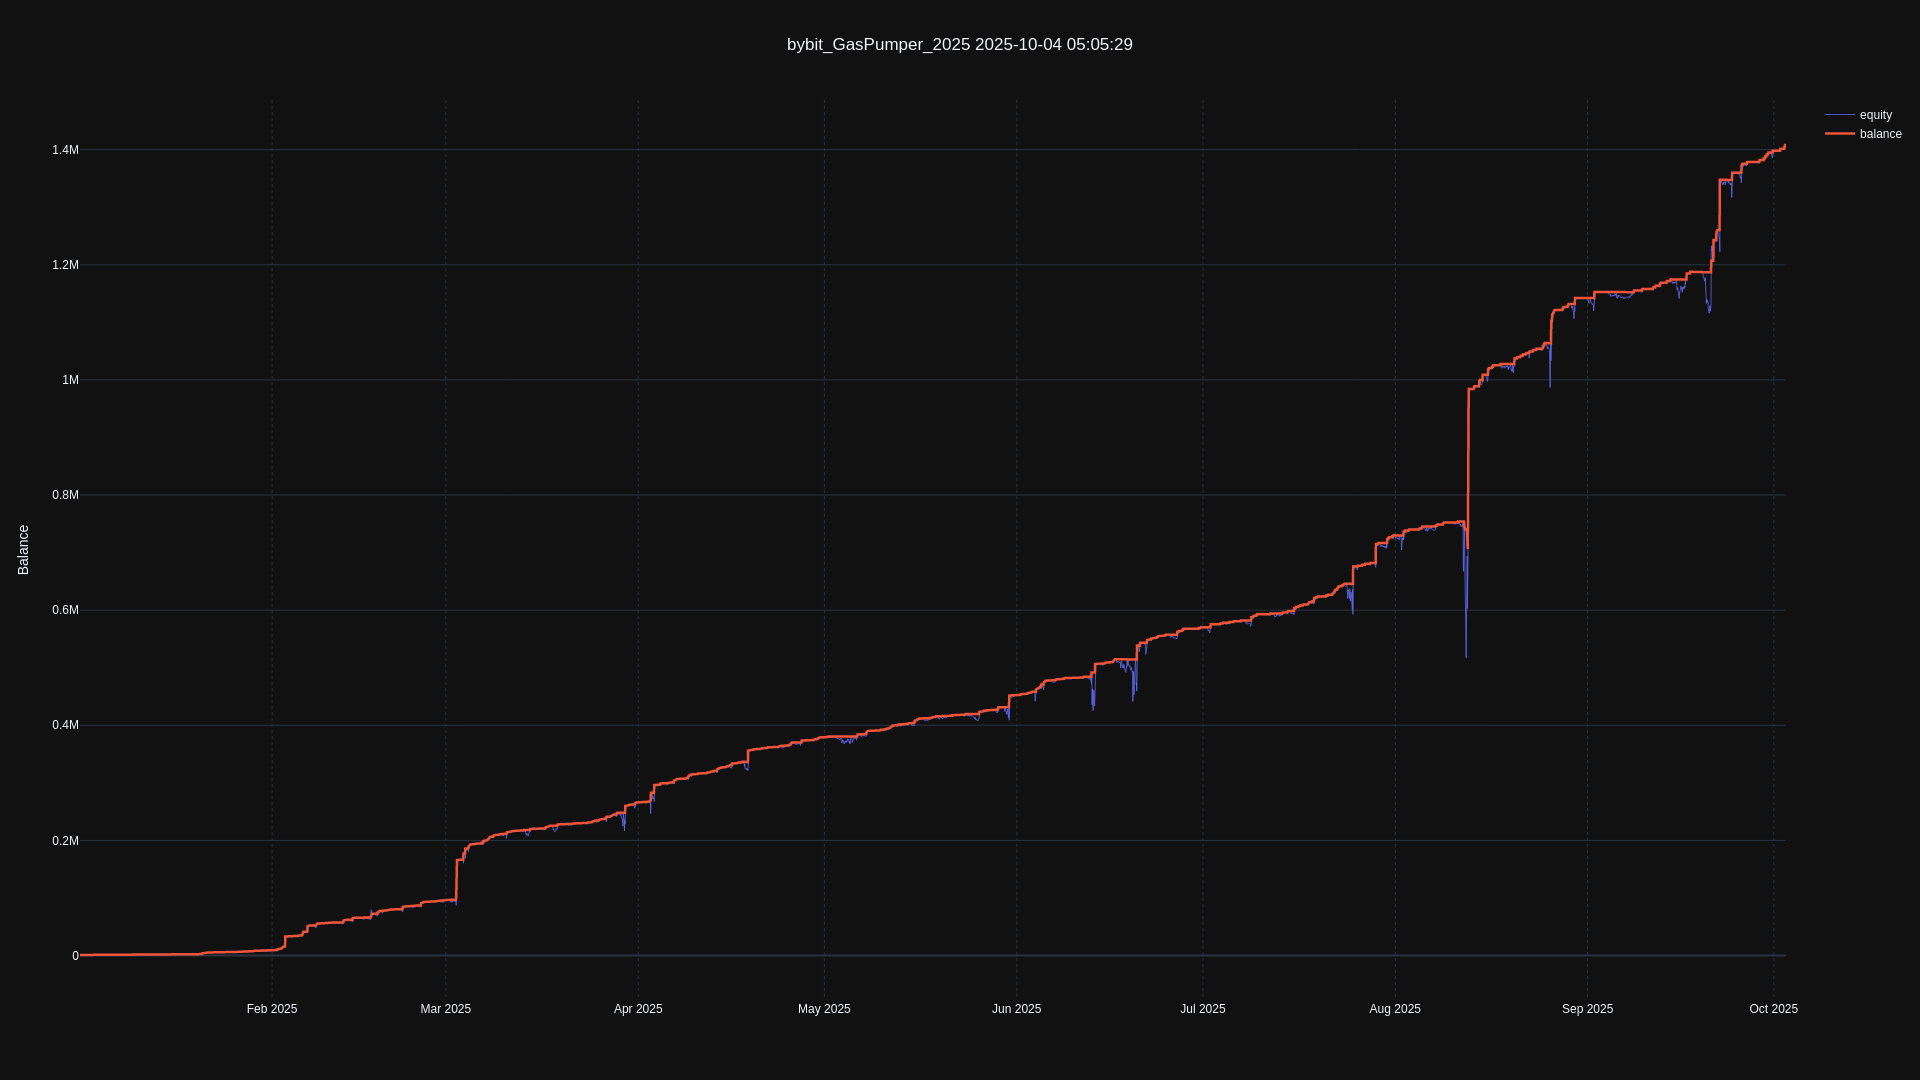 bybit_GasPumper_2025 2025-10-04 05:05:29
equity
balance
1.4M
1.2M
1M
0.8M
0.6M
0.4M
0.2M
0
Balance
Feb 2025
Mar 2025
Apr 2025
May 2025
Jun 2025
Jul 2025
Aug 2025
Sep 2025
Oct 2025